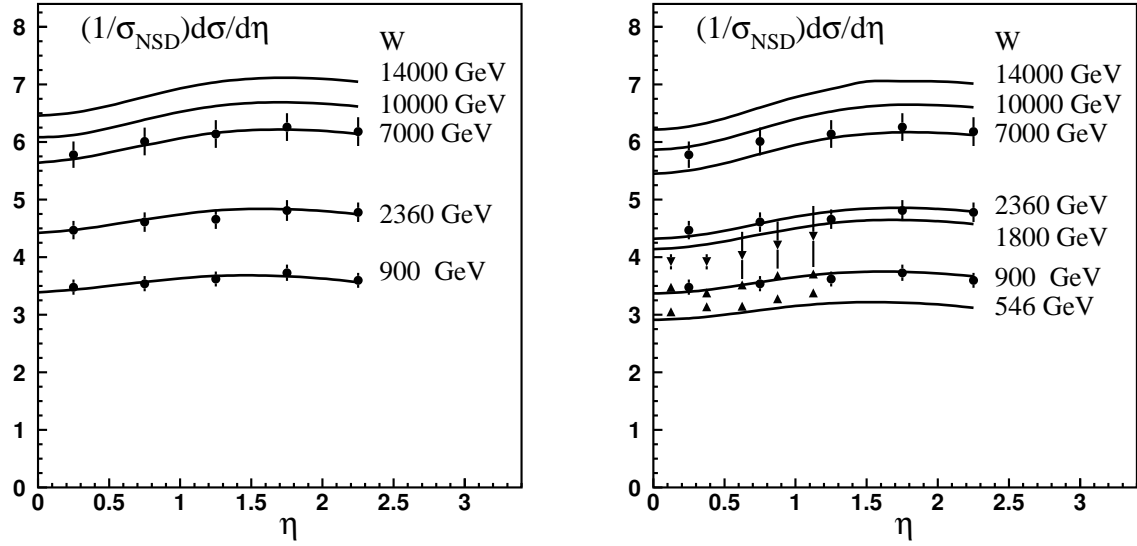 (1/σNSD)dσ/dη
W
14000 GeV
10000 GeV
7000 GeV
2360 GeV
900 GeV
8
7
6
5
4
3
2
1
0
0 0.5 1 1.5 2 2.5 3
η
(1/σNSD)dσ/dη
W
14000 GeV
10000 GeV
7000 GeV
2360 GeV
1800 GeV
900 GeV
546 GeV
8
7
6
5
4
3
2
1
0
0 0.5 1 1.5 2 2.5 3
η